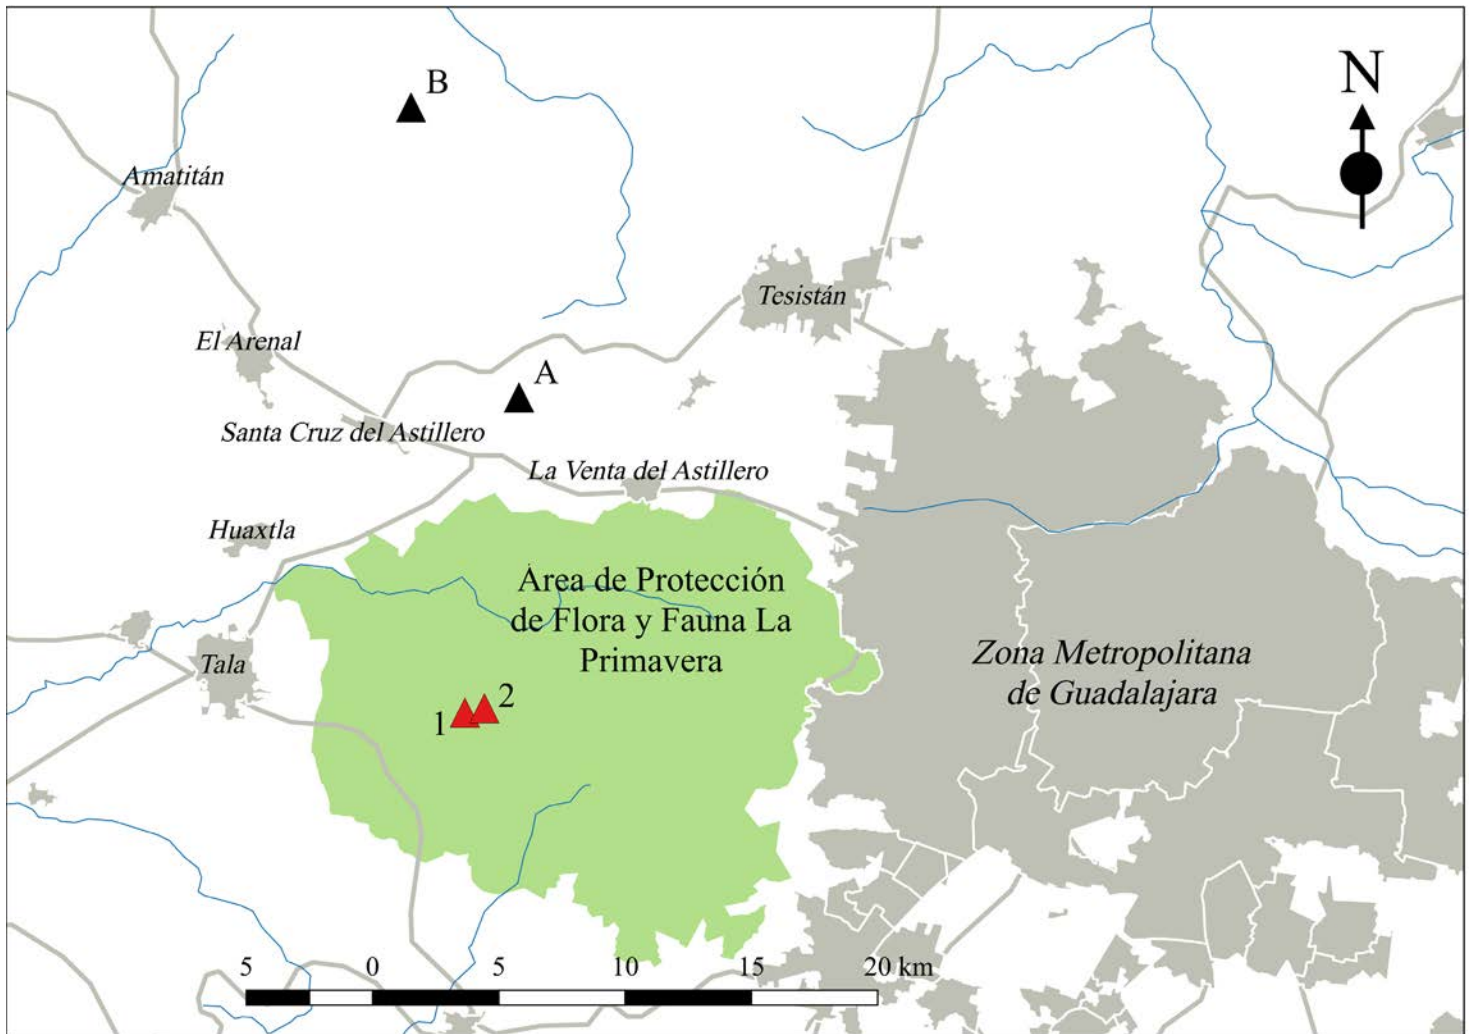 B
N
Amatitán
Tesistán
El Arenal
A
Santa Cruz del Astillero
La Venta del Astillero
Huaxtla
Área de Protección
de Flora y Fauna La
Primavera
Zona Metropolitana
de Guadalajara
Tala
1
2
5 0 5 10 15 20 km